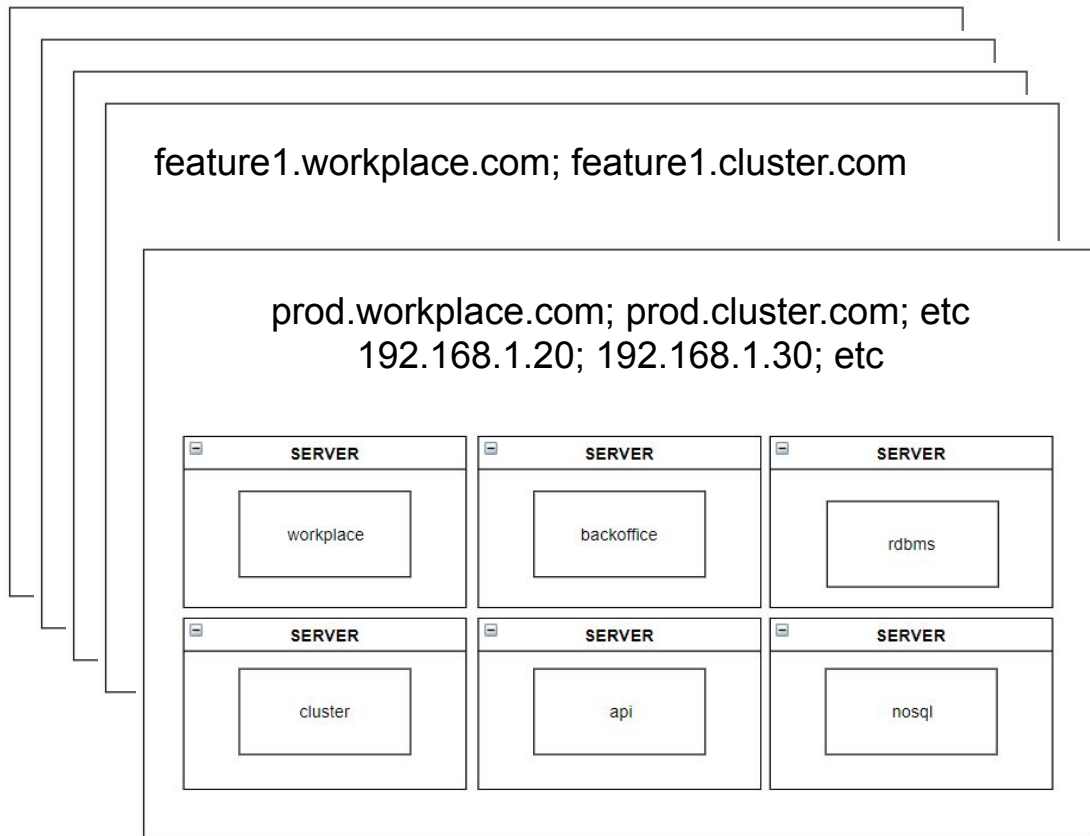 feature1.workplace.com; feature1.cluster.com
prod.workplace.com; prod.cluster.com; etc
192.168.1.20; 192.168.1.30; etc
SERVER
workplace
SERVER
backoffice
SERVER
rdbms
SERVER
cluster
SERVER
api
SERVER
nosql